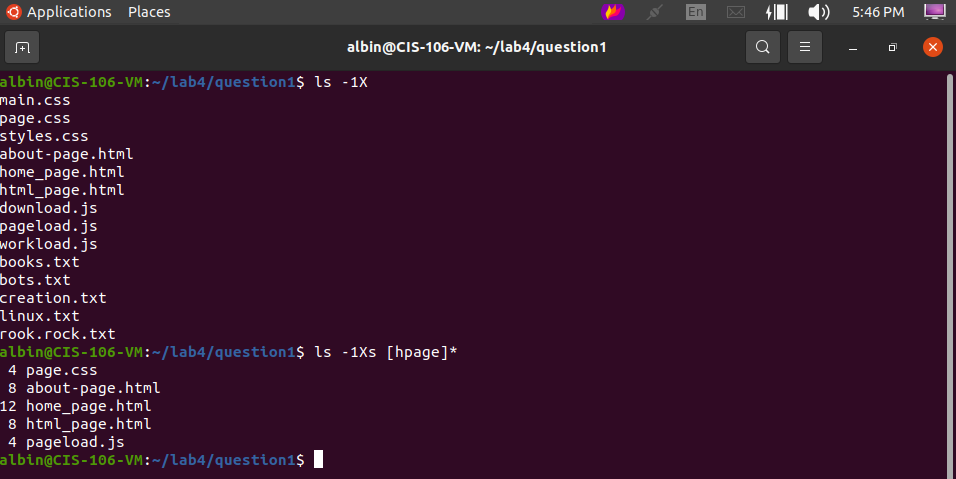 Applications Places En 5:46 PM
albin@CIS-106-VM: ~/lab4/question1
albin@CIS-106-VM:~/lab4/question1$ ls -1X
main.css
page.css
styles.css
about-page.html
home_page.html
html_page.html
download.js
pageload.js
workload.js
books.txt
bots.txt
creation.txt
linux.txt
rook.rock.txt
albin@CIS-106-VM:~/lab4/question1$ ls -1Xs [hpage]*
4 page.css
8 about-page.html
12 home_page.html
8 html_page.html
4 pageload.js
albin@CIS-106-VM:~/lab4/question1$